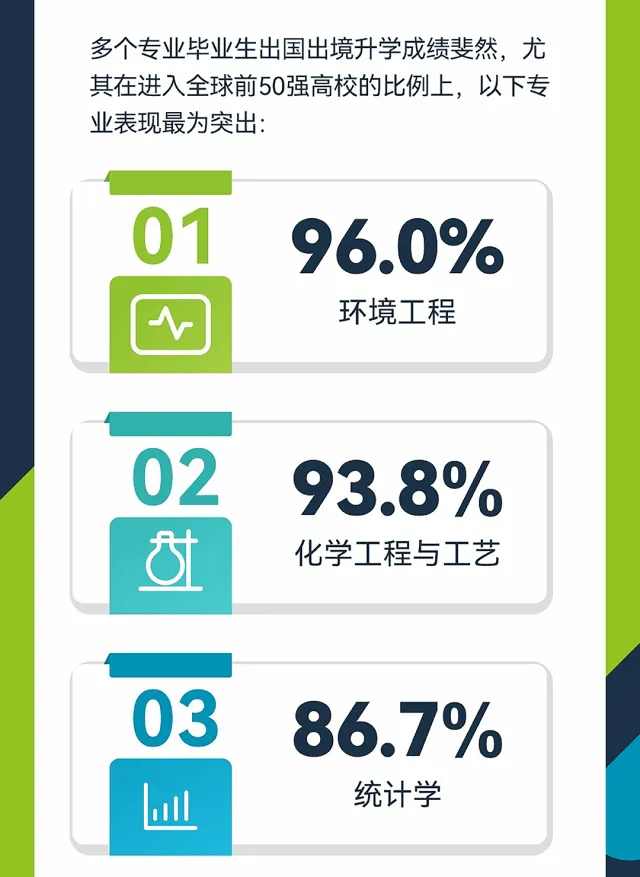 多个专业毕业生出国出境升学成绩斐然，尤
其在进入全球前50强高校的比例上，以下专
业表现最为突出：
01
96.0%
环境工程
02
93.8%
化学工程与工艺
03
86.7%
统计学